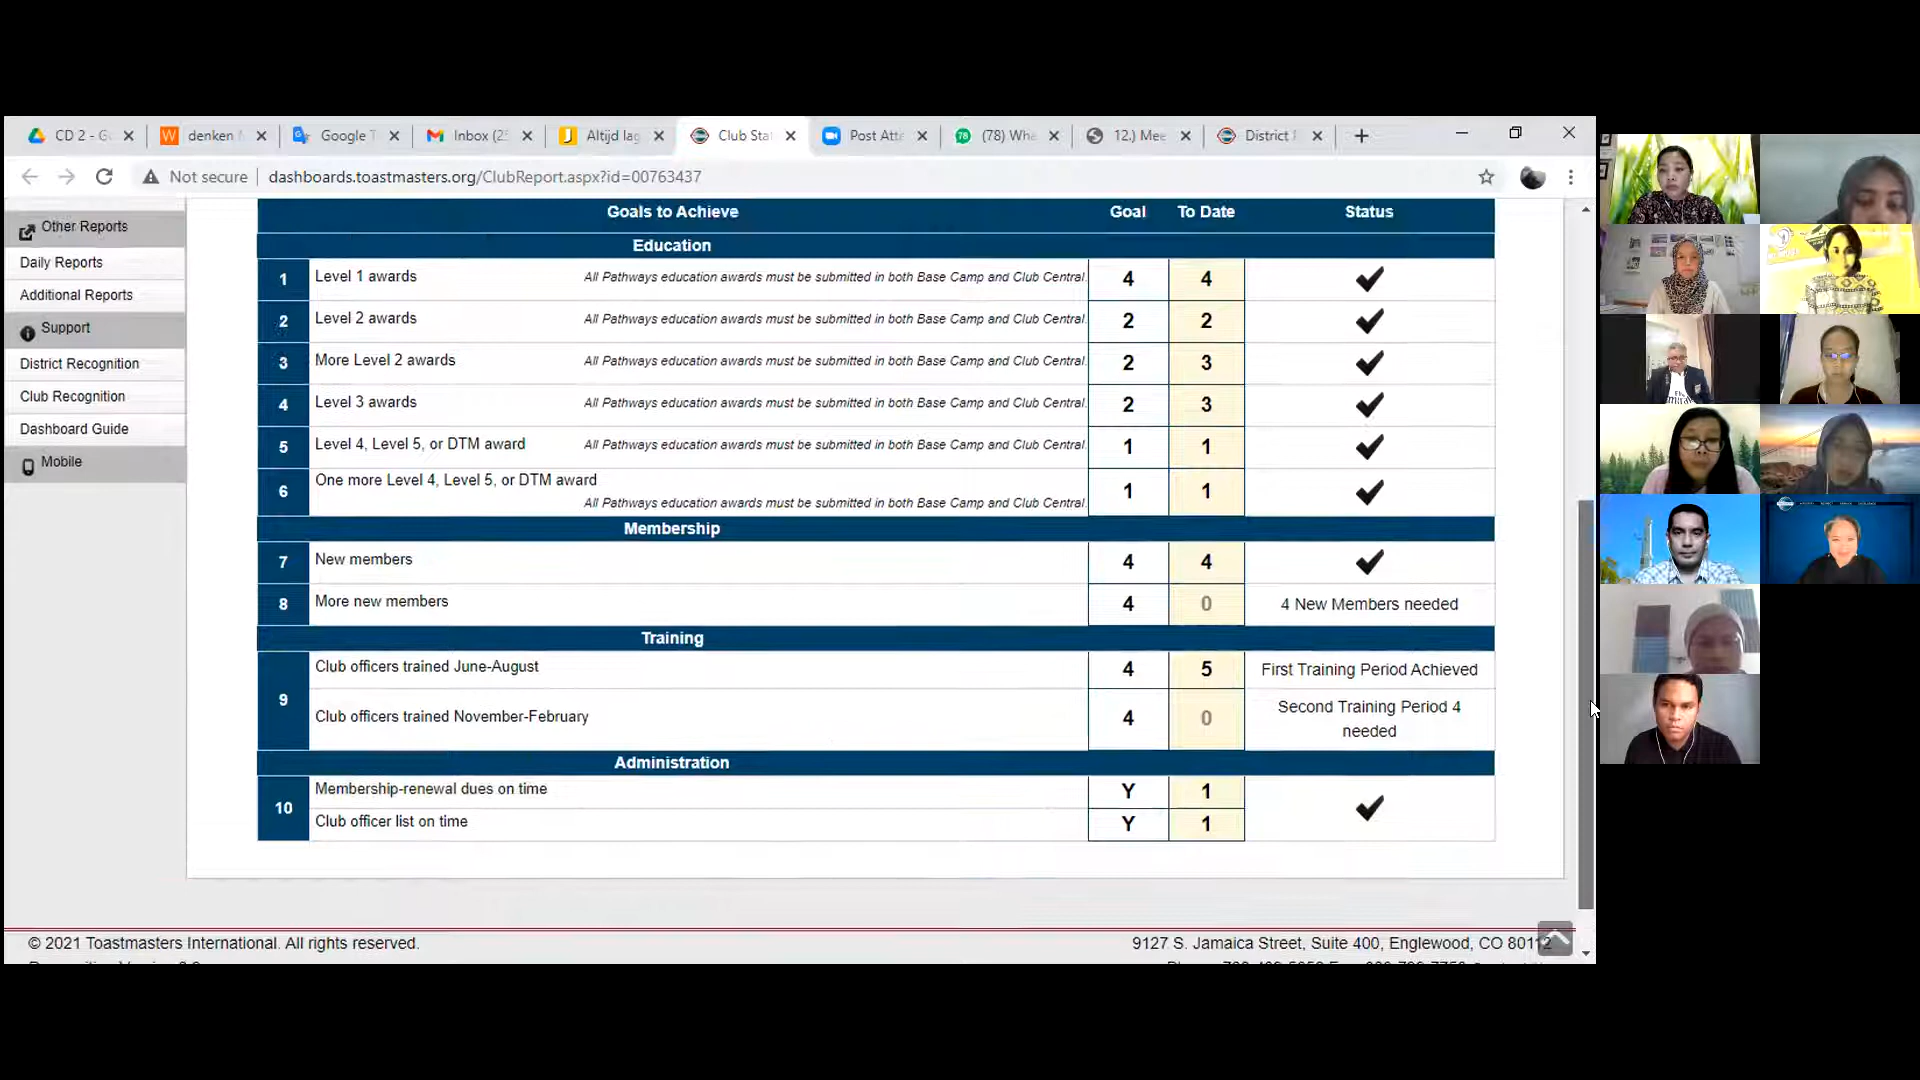 CD 2 - G
denken
Google T
Inbox (25
Altijd lag
Club Stat
Post Atte
(78) Wha
12.) Mee
District
Not secure
dashboards.toastmasters.org/ClubReport.aspx?id=00763437
Other Reports
Daily Reports
Additional Reports
Support
District Recognition
Club Recognition
Dashboard Guide
Mobile
Goals to Achieve Goal To Date Status
Education
1 Level 1 awards All Pathways education awards must be submitted in both Base Camp and Club Central. 4 4
2 Level 2 awards All Pathways education awards must be submitted in both Base Camp and Club Central. 2 2
3 More Level 2 awards All Pathways education awards must be submitted in both Base Camp and Club Central. 2 3
4 Level 3 awards All Pathways education awards must be submitted in both Base Camp and Club Central. 2 3
5 Level 4, Level 5, or DTM award All Pathways education awards must be submitted in both Base Camp and Club Central. 1 1
6 One more Level 4, Level 5, or DTM award 1 1
All Pathways education awards must be submitted in both Base Camp and Club Central.
Membership
7 New members 4 4
8 More new members 4 0 4 New Members needed
Training
9 Club officers trained June-August 4 5 First Training Period Achieved
Club officers trained November-February 4 0 Second Training Period 4
needed
Administration
10 Membership-renewal dues on time Y 1
Club officer list on time Y 1
© 2021 Toastmasters International. All rights reserved.
9127 S. Jamaica Street, Suite 400, Englewood, CO 80112